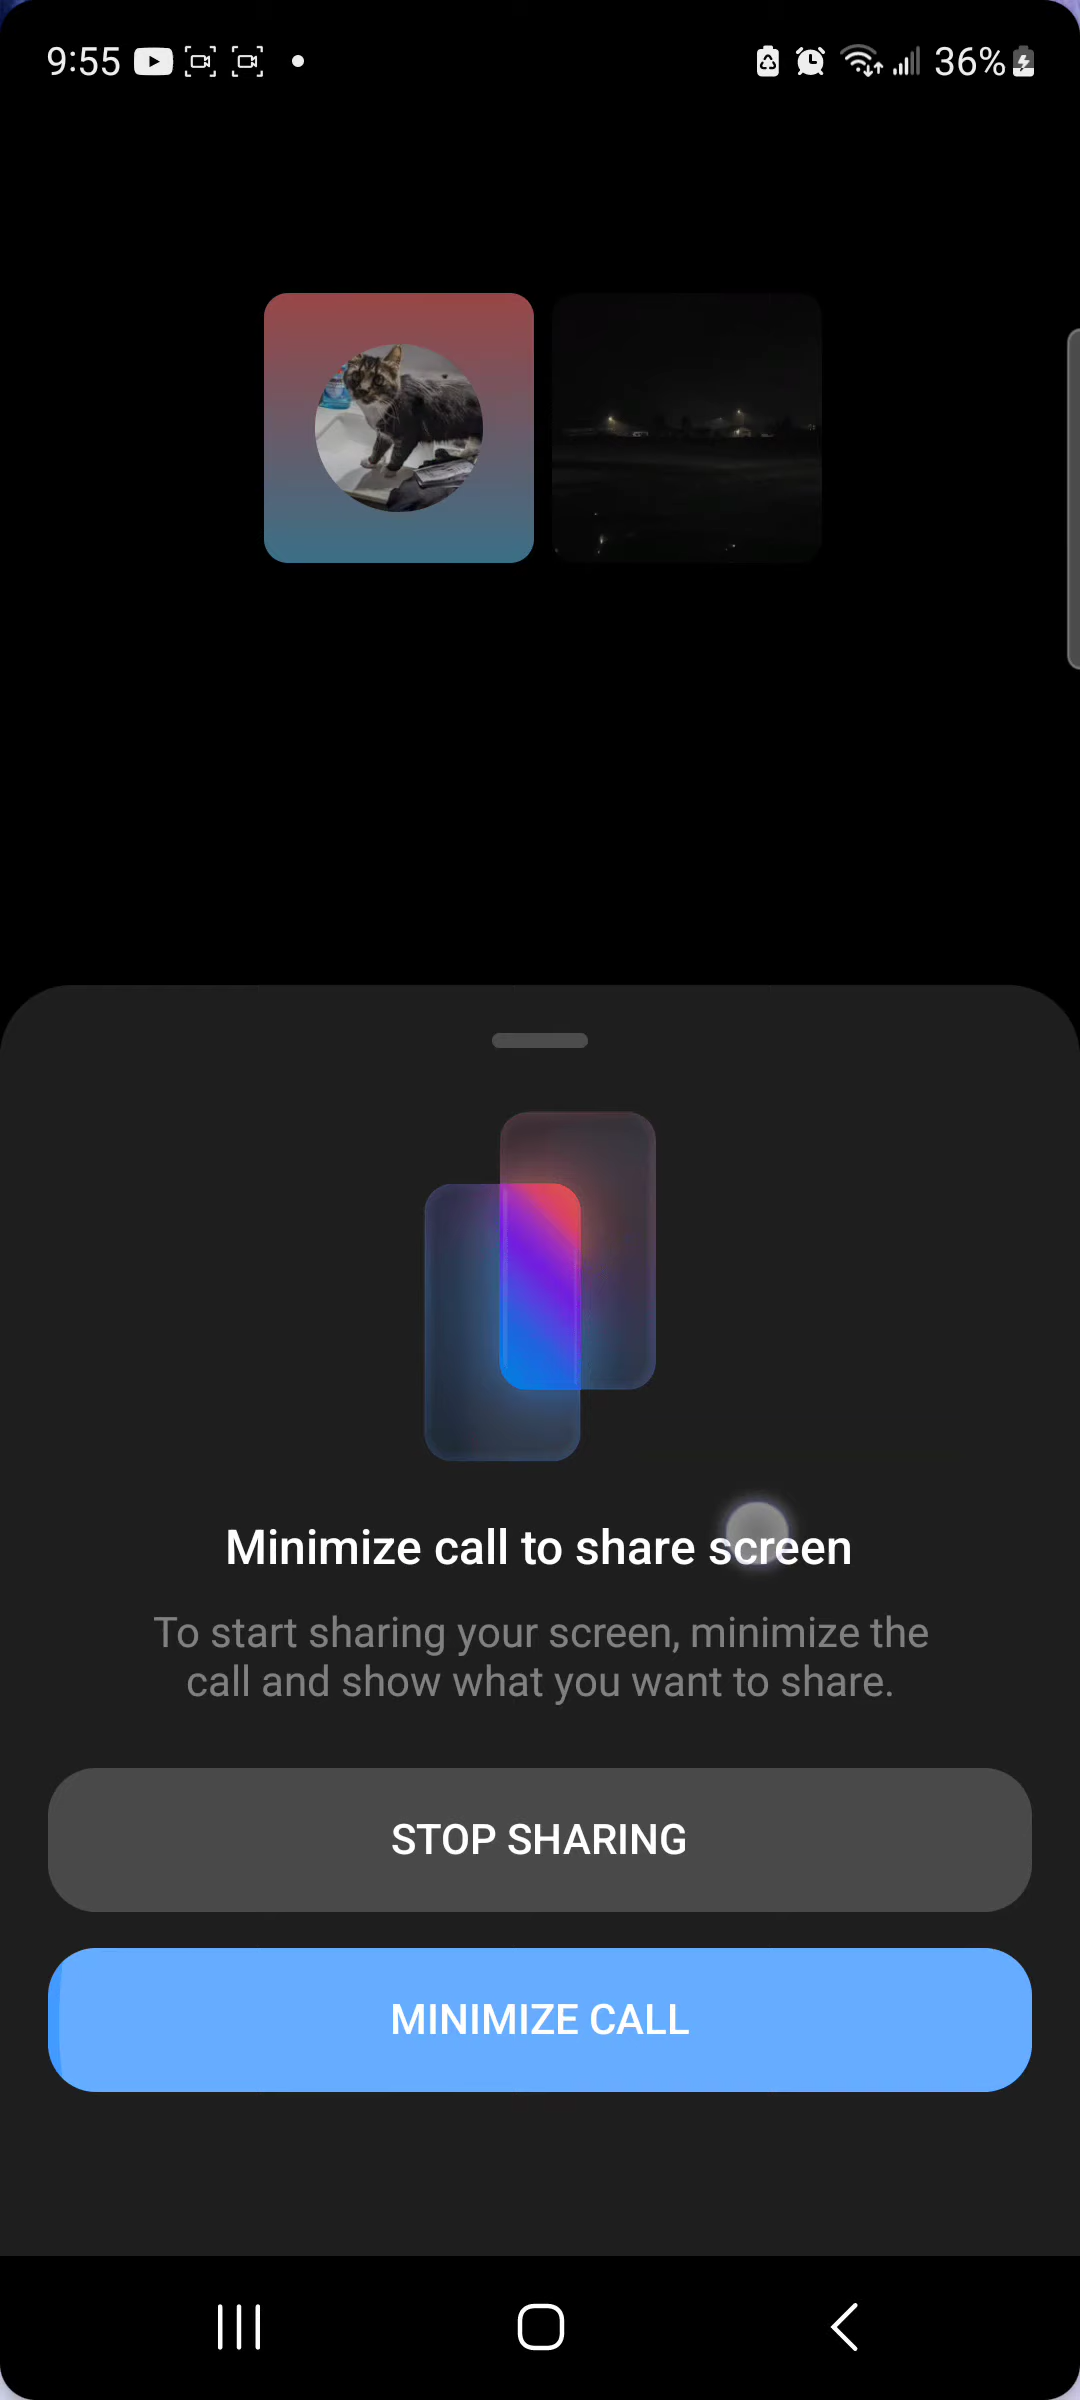 9:55
36%
Minimize call to share screen
To start sharing your screen, minimize the
call and show what you want to share.
STOP SHARING
MINIMIZE CALL